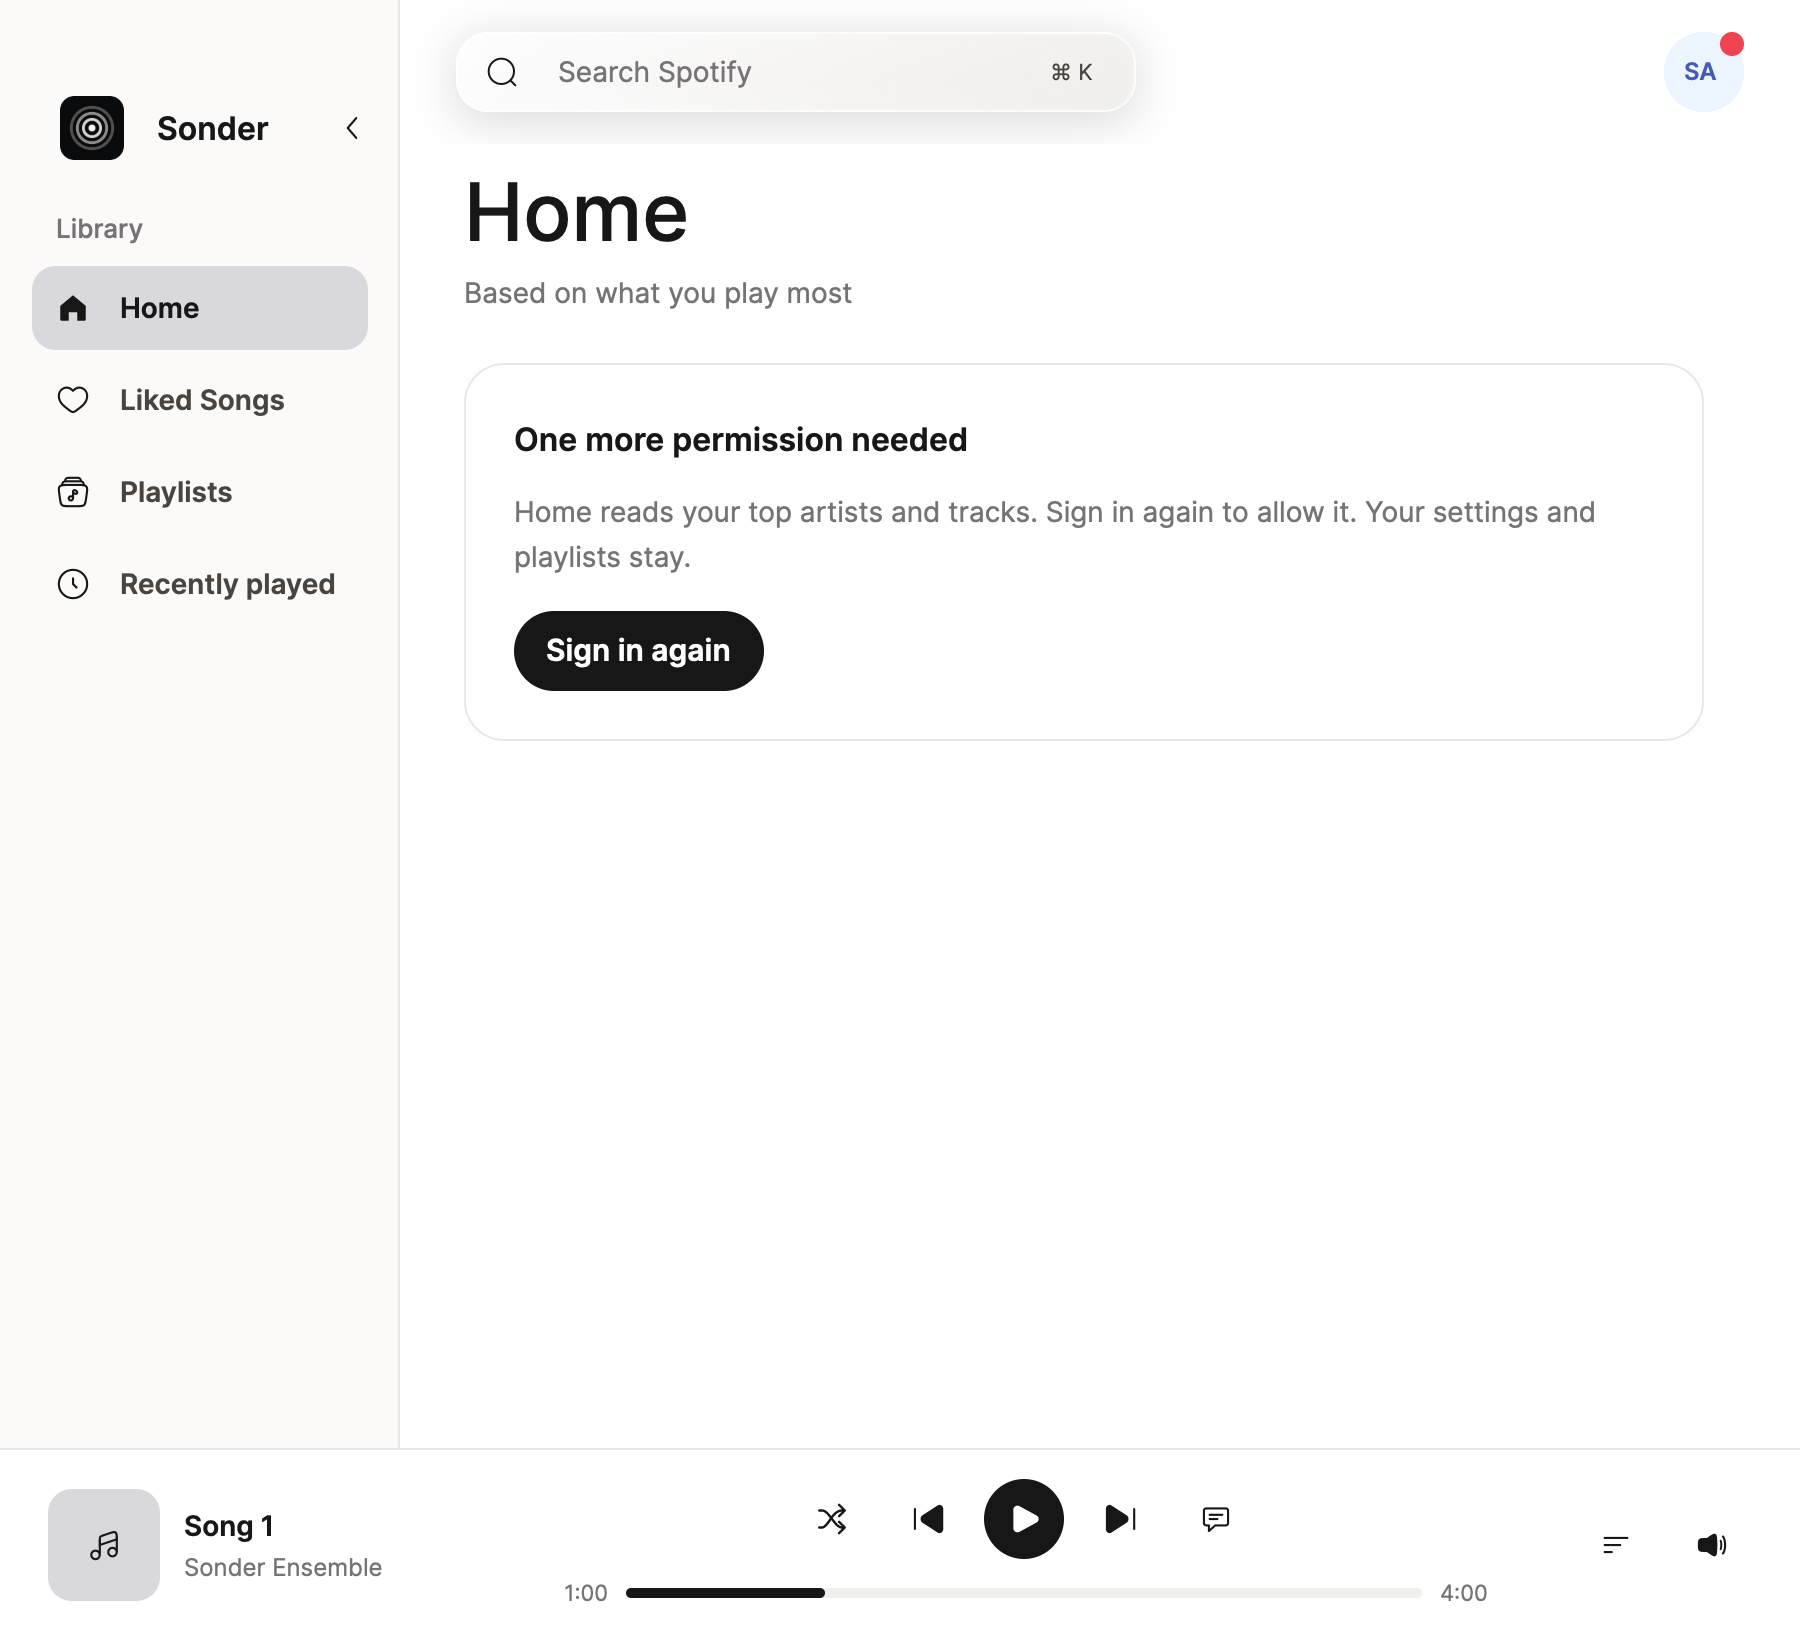 Search Spotify
⌘ K
SA
Sonder
Library
Home
Liked Songs
Playlists
Recently played
Home
Based on what you play most
One more permission needed
Home reads your top artists and tracks. Sign in again to allow it. Your settings and
playlists stay.
Sign in again
Song 1
Sonder Ensemble
1:00
4:00